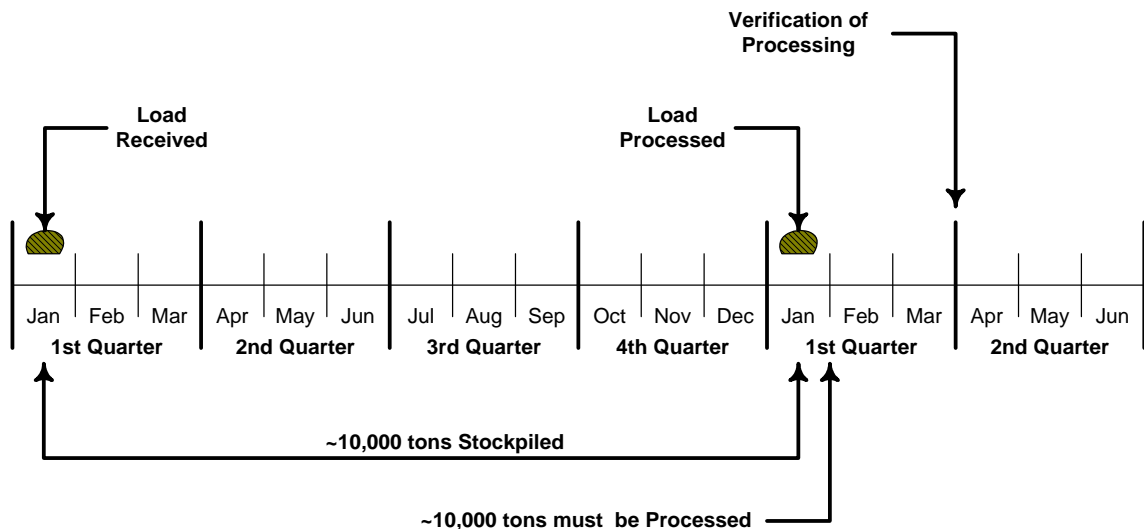 Verification of
Processing
Load
Received
Load
Processed
Jan Feb Mar Apr May Jun Jul Aug Sep Oct Nov Dec Jan Feb Mar Apr May Jun
1st Quarter 2nd Quarter 3rd Quarter 4th Quarter 1st Quarter 2nd Quarter
~10,000 tons Stockpiled
~10,000 tons must be Processed